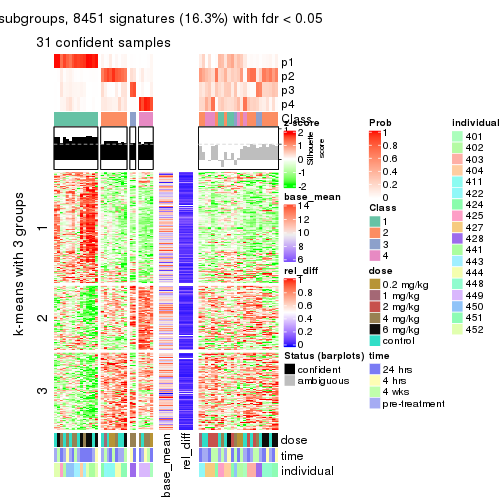 subgroups, 8451 signatures (16.3%) with fdr < 0.05
31 confident samples
p1
p2
p3
p4
Class
Silhouette
score
k-means with 3 groups
1
2
3
dose
time
individual
base_mean
rel_diff
z-score
2
1
0
-1
-2
base_mean
14
12
10
8
6
rel_diff
1
0.8
0.6
0.4
0.2
0
Status (barplots)
confident
ambiguous
Prob
1
0.8
0.6
0.4
0.2
0
Class
1
2
3
4
dose
0.2 mg/kg
1 mg/kg
2 mg/kg
4 mg/kg
6 mg/kg
control
time
24 hrs
4 hrs
4 wks
pre-treatment
individual
401
402
403
404
411
422
424
425
427
428
441
443
444
448
449
450
451
452